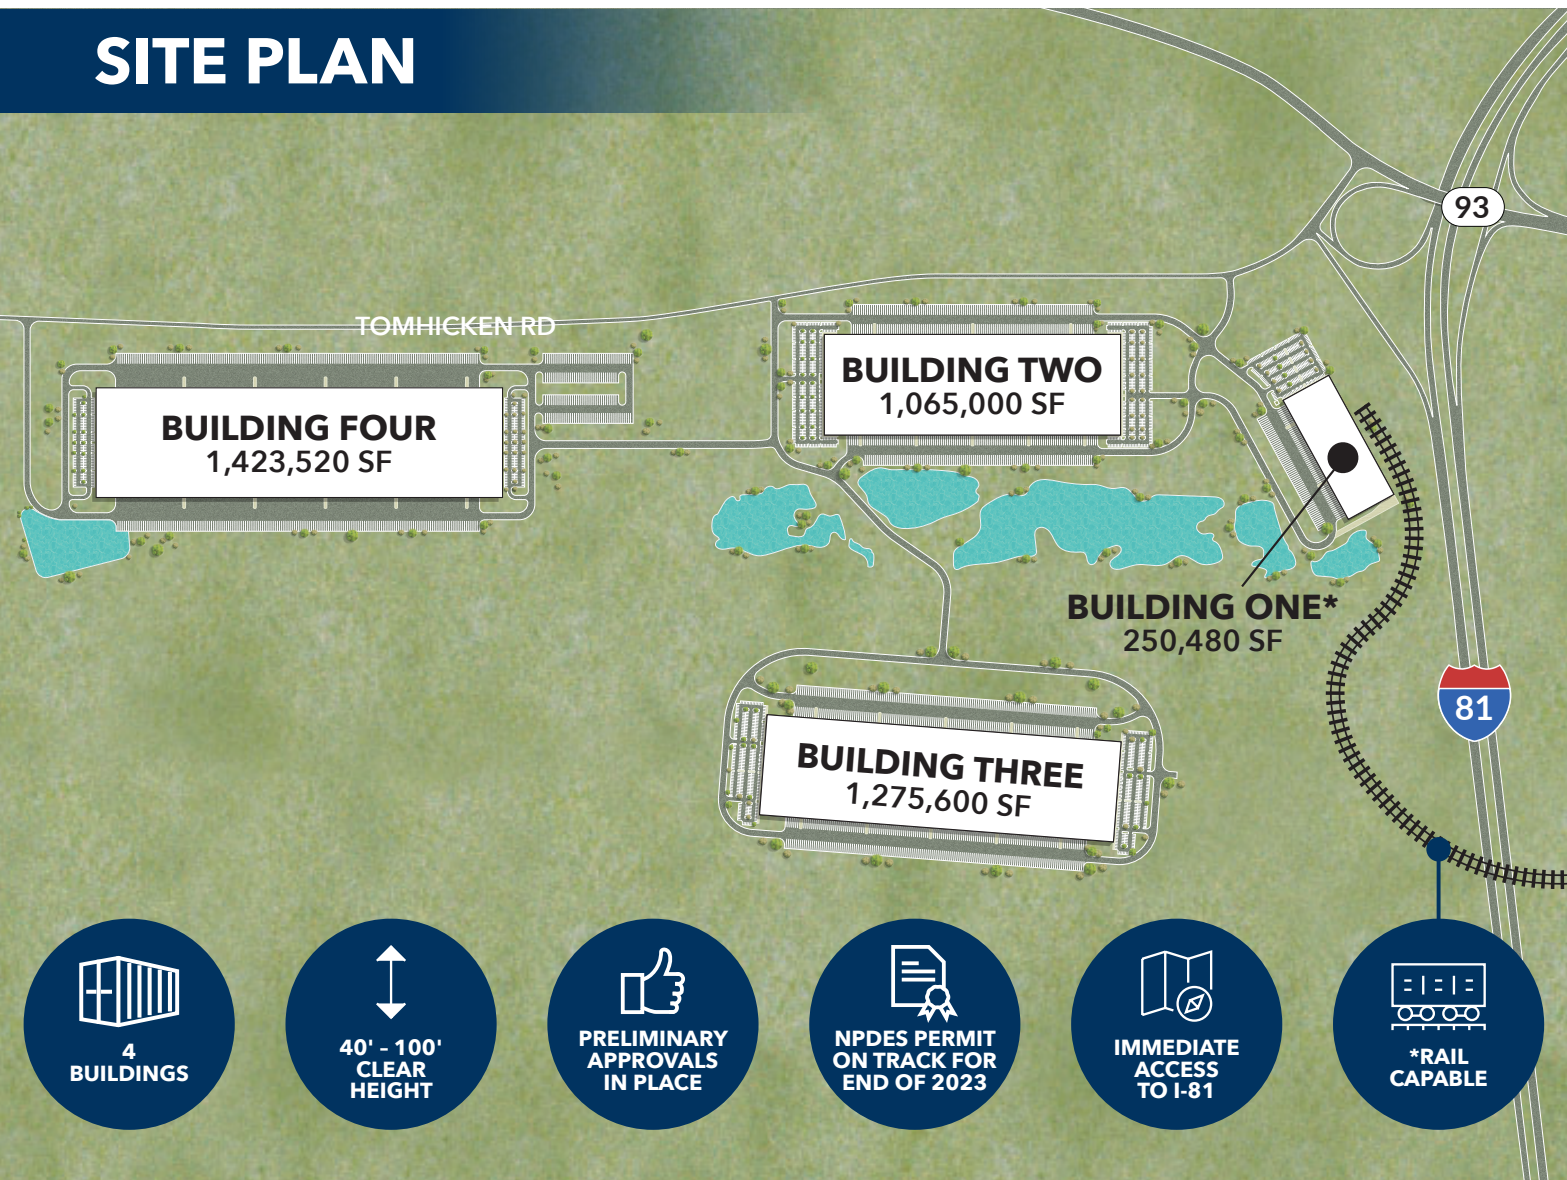 SITE PLAN
93
TOMHICKEN RD
BUILDING TWO
1,065,000 SF
BUILDING FOUR
1,423,520 SF
BUILDING ONE*
250,480 SF
81
BUILDING THREE
1,275,600 SF
4
BUILDINGS
40' - 100'
CLEAR
HEIGHT
PRELIMINARY
APPROVALS
IN PLACE
NPDES PERMIT
ON TRACK FOR
END OF 2023
IMMEDIATE
ACCESS
TO I-81
*RAIL
CAPABLE